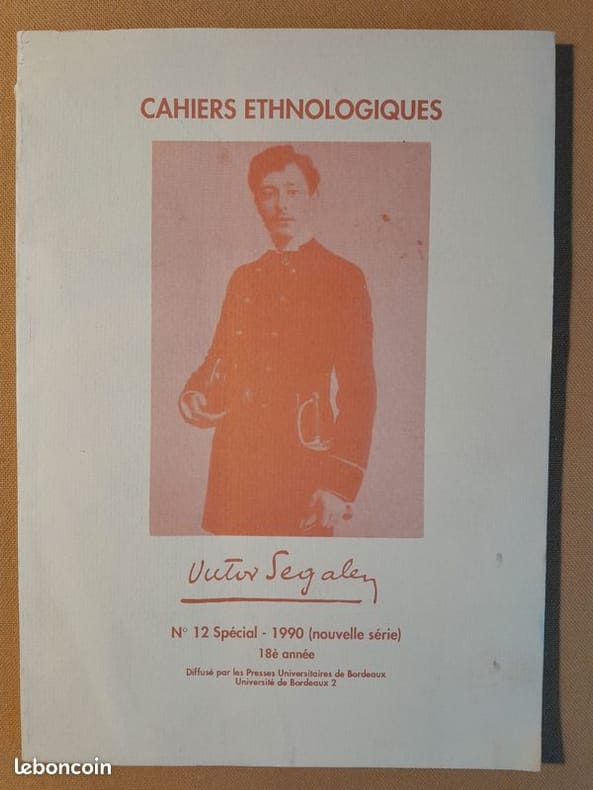 CAHIERS ETHNOLOGIQUES
Victor Segalen
N° 12 Spécial - 1990 (nouvelle série)
18è année
Diffusé par les Presses Universitaires de Bordeaux
Université de Bordeaux 2
leboncoin